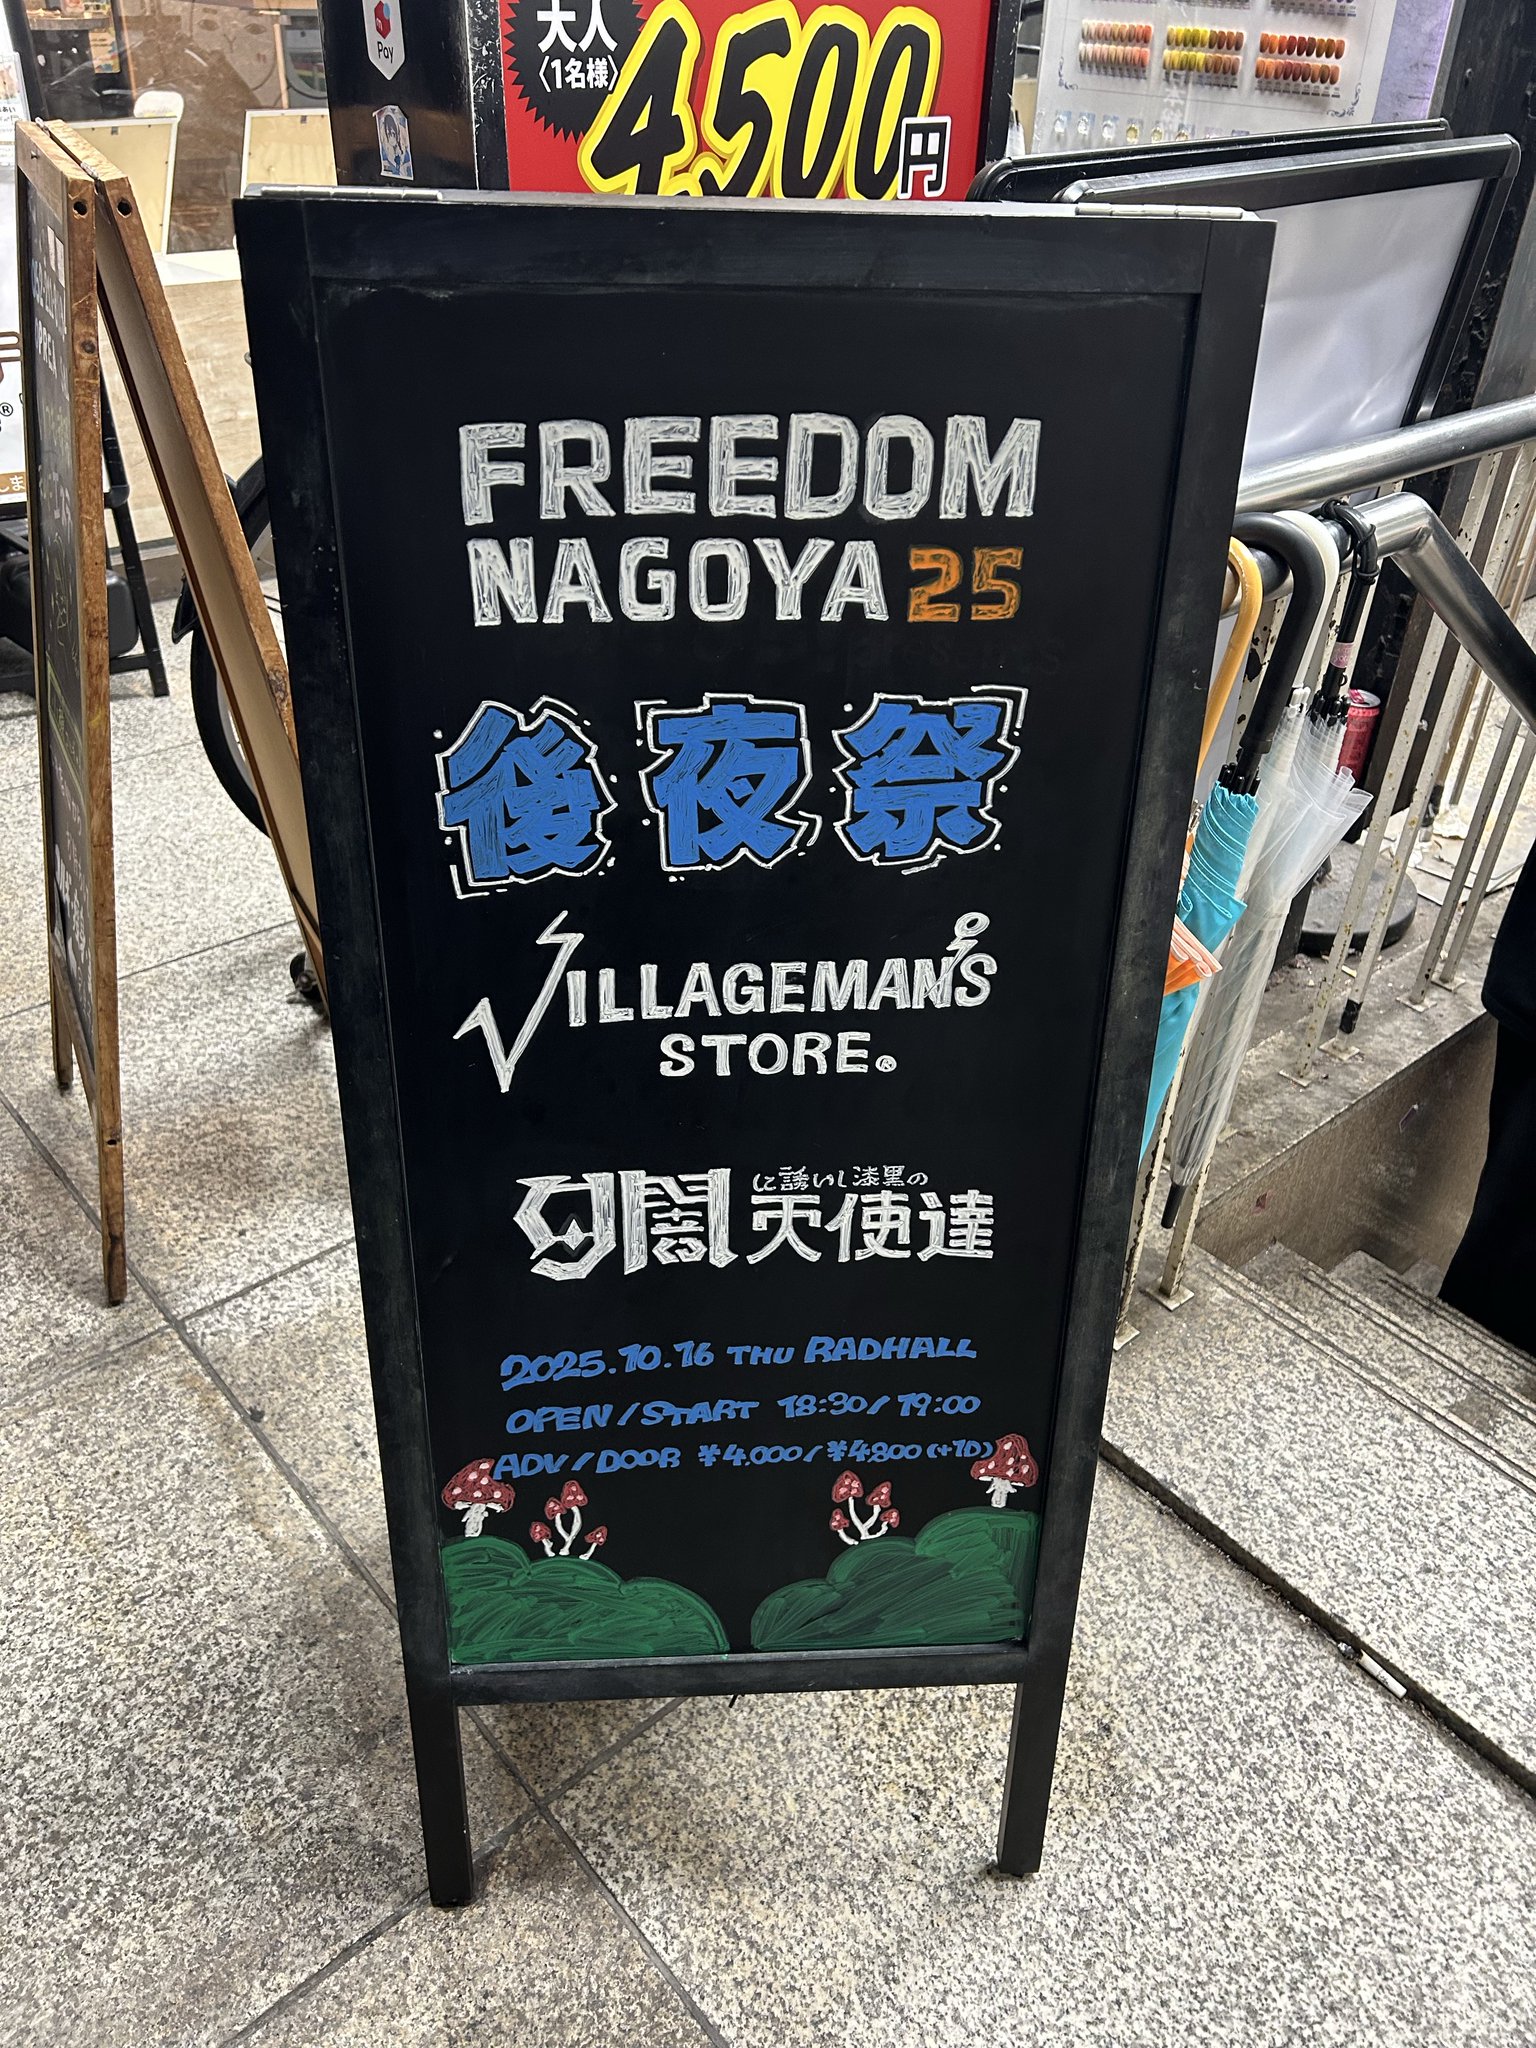 Pay
大人
〈1名様〉
4,500円
FREEDOM
NAGOYA 25
後夜祭
VILLAGEMAN'S
STORE®
夕闇に誘いし漆黒の天使達
2025.10.16 THU RADHALL
OPEN/START 18:30/19:00
ADV/DOOR ¥4,000/¥4,800(+1D)